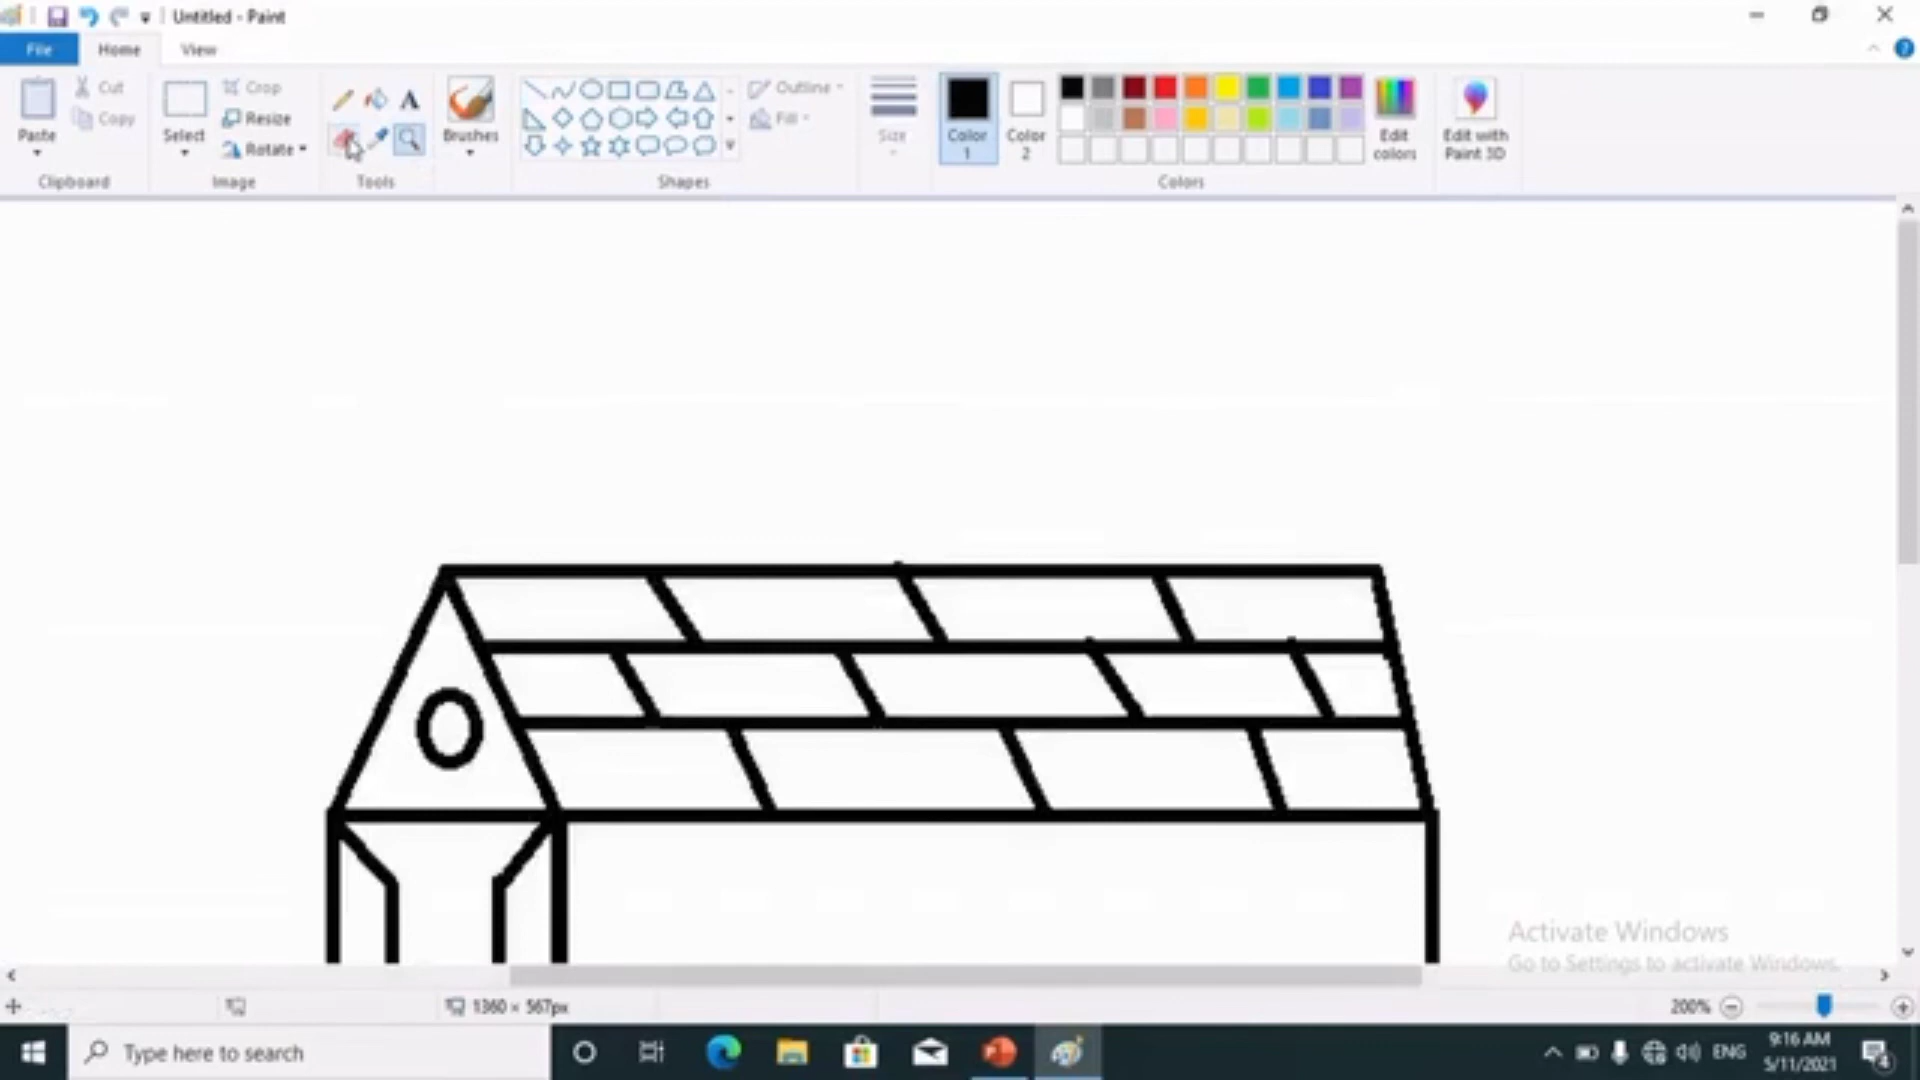 Untitled - Paint
File Home View
Paste Cut Copy
Select Crop Resize Rotate
A
Brushes
Outline Fill
Size
Color 1 Color 2
Edit colors
Edit with Paint 3D
Clipboard Image Tools Shapes Colors
Activate Windows
Go to Settings to activate Windows.
1360 × 567px 200%
Type here to search
ENG
9:16 AM
5/11/2021
4